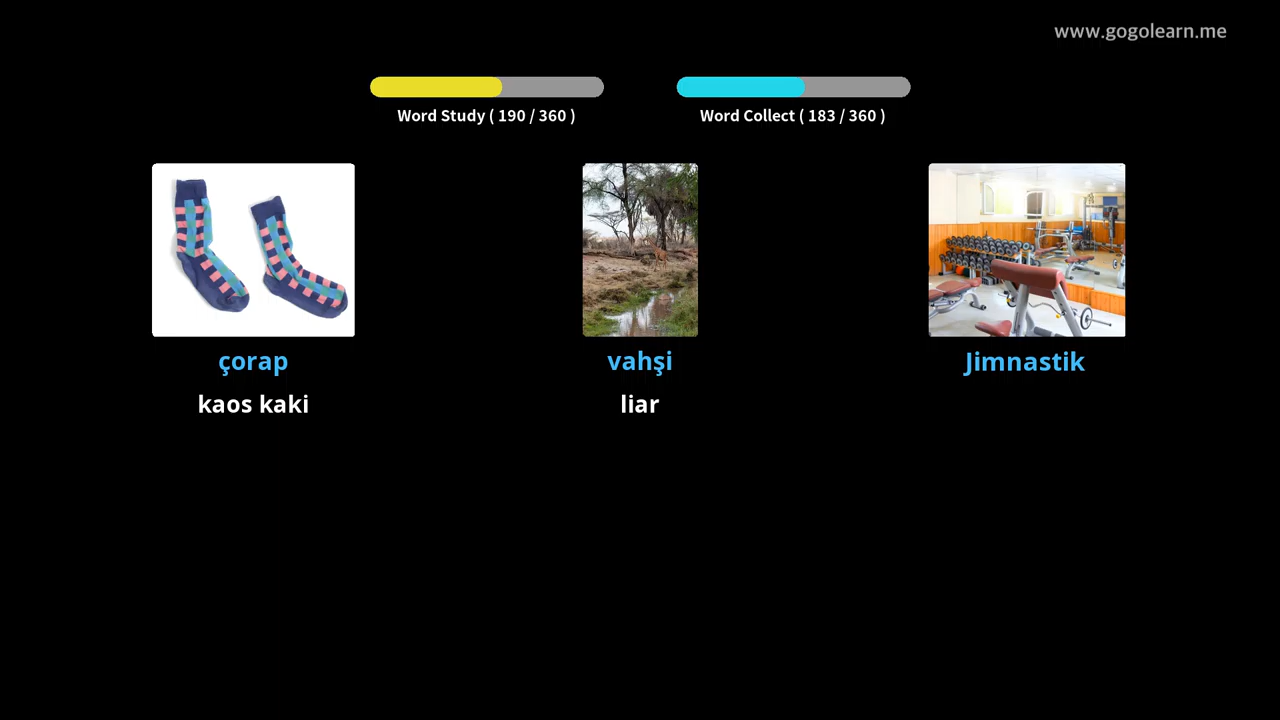 www.gogolearn.me
Word Study ( 190 / 360 )
Word Collect ( 183 / 360 )
çorap
vahşi
Jimnastik
kaos kaki
liar